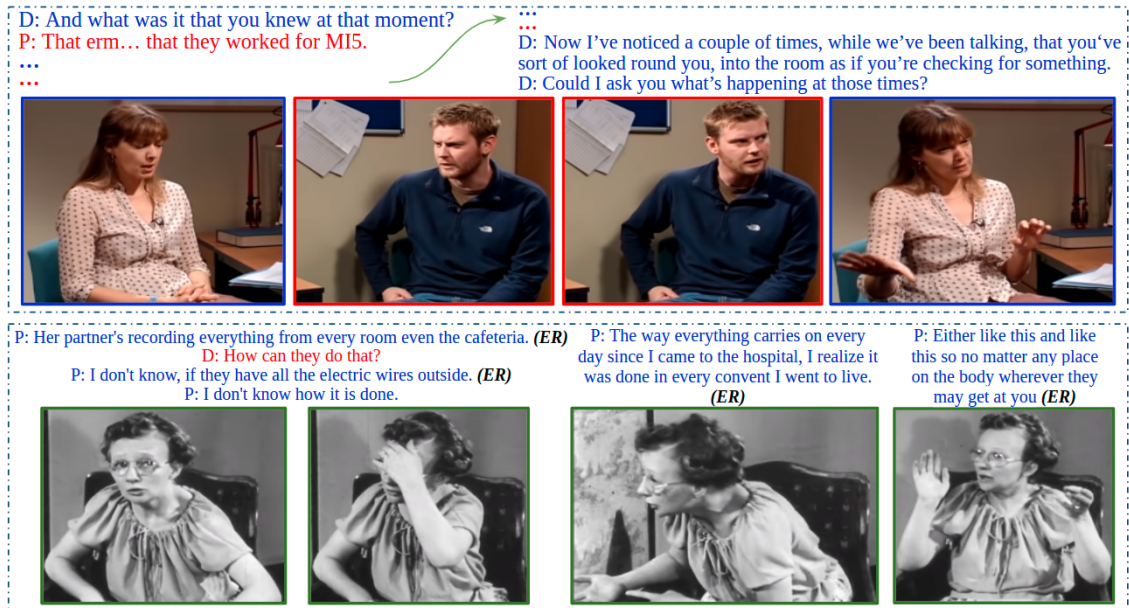 D: And what was it that you knew at that moment?
P: That erm… that they worked for MI5.
...
...
...
...
D: Now I've noticed a couple of times, while we've been talking, that you've
sort of looked round you, into the room as if you're checking for something.
D: Could I ask you what's happening at those times?
P: Her partner's recording everything from every room even the cafeteria. (ER)
D: How can they do that?
P: I don't know, if they have all the electric wires outside. (ER)
P: I don't know how it is done.
P: The way everything carries on every
day since I came to the hospital, I realize it
was done in every convent I went to live.
(ER)
P: Either like this and like
this so no matter any place
on the body wherever they
may get at you (ER)